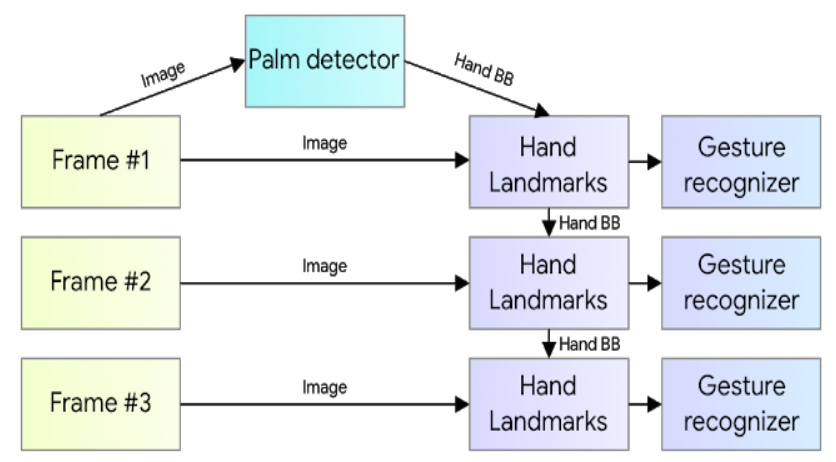 Palm detector
Image
Hand BB
Frame #1
Image
Hand
Landmarks
Gesture
recognizer
Hand BB
Frame #2
Image
Hand
Landmarks
Gesture
recognizer
Hand BB
Frame #3
Image
Hand
Landmarks
Gesture
recognizer